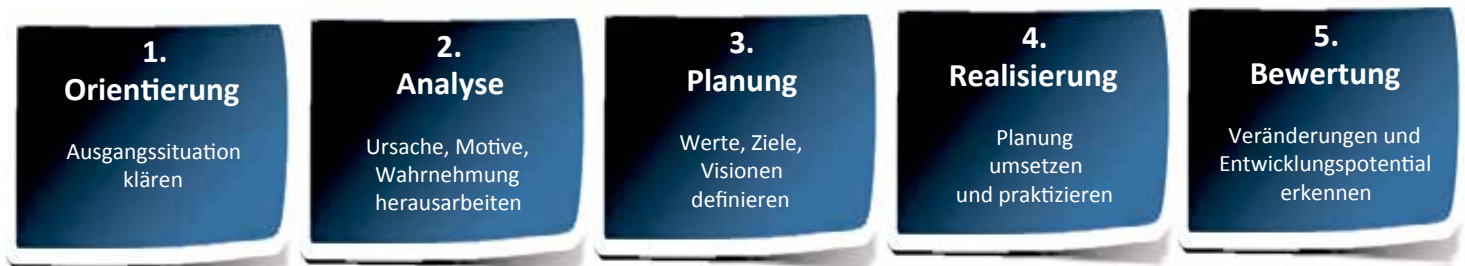 1.
Orientierung
Ausgangssituation
klären
2.
Analyse
Ursache, Motive,
Wahrnehmung
herausarbeiten
3.
Planung
Werte, Ziele,
Visionen
definieren
4.
Realisierung
Planung
umsetzen
und praktizieren
5.
Bewertung
Veränderungen und
Entwicklungspotential
erkennen